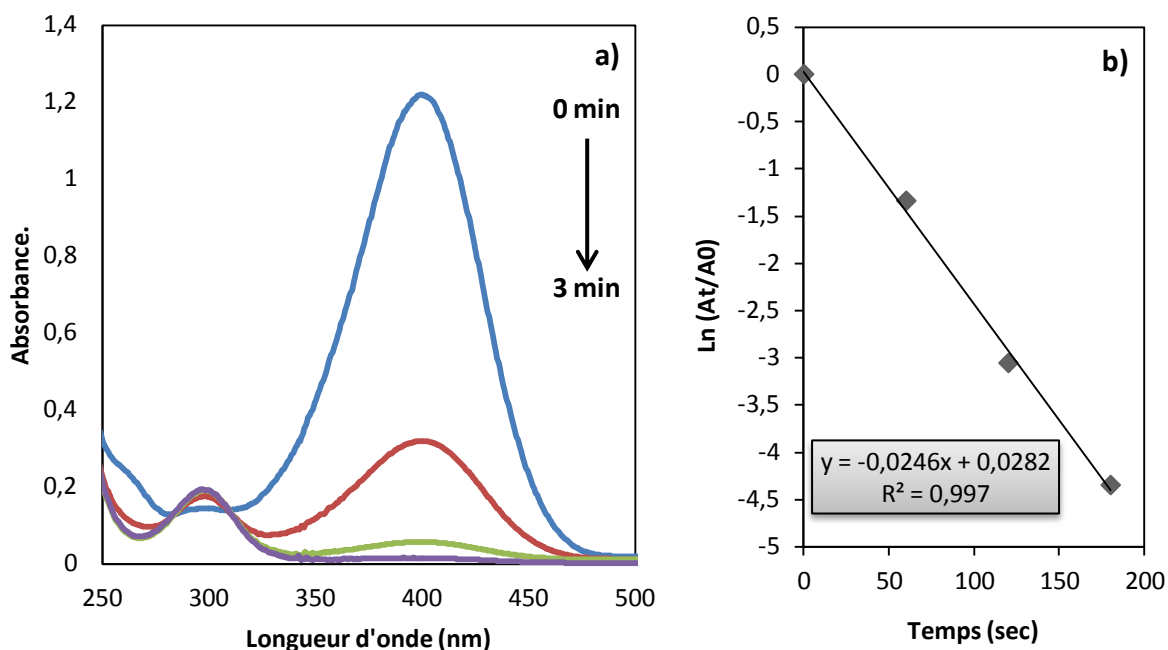 a)
0 min
3 min
Absorbance.
1,4
1,2
1
0,8
0,6
0,4
0,2
0
250 300 350 400 450 500
Longueur d'onde (nm)
b)
Ln (At/A0)
0,5
0
-0,5
-1
-1,5
-2
-2,5
-3
-3,5
-4
-4,5
-5
y = -0,0246x + 0,0282
R² = 0,997
0 50 100 150 200
Temps (sec)